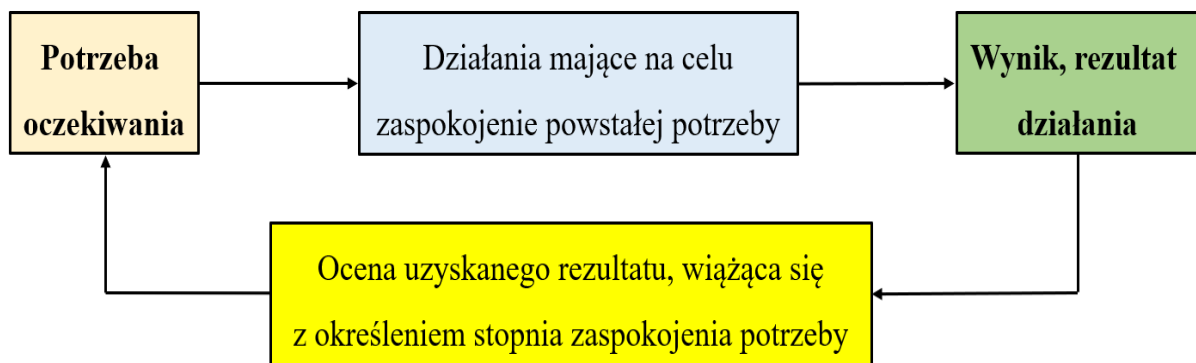 Potrzeba
oczekiwania
Działania mające na celu
zaspokojenie powstałej potrzeby
Wynik, rezultat
działania
Ocena uzyskanego rezultatu, wiążąca się
z określeniem stopnia zaspokojenia potrzeby